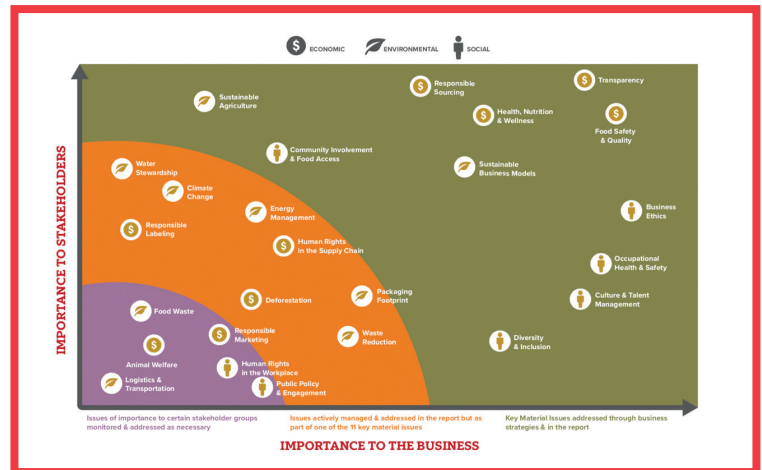 $ ECONOMIC ENVIRONMENTAL SOCIAL
IMPORTANCE TO STAKEHOLDERS
Sustainable
Agriculture
$ Responsible
Sourcing
$ Transparency
$ Health, Nutrition
& Wellness
$
Food Safety
& Quality
Community Involvement
& Food Access
Sustainable
Business Models
Water
Stewardship
Climate
Change
Energy
Management
Business
Ethics
$ Responsible
Labeling
$ Human Rights
in the Supply Chain
Occupational
Health & Safety
$ Deforestation
Packaging
Footprint
Culture & Talent
Management
Food Waste
$ Responsible
Marketing
Waste
Reduction
Diversity
& Inclusion
$
Animal Welfare
Human Rights
in the Workplace
Logistics &
Transportation
Public Policy
& Engagement
Issues of importance to certain stakeholder groups
monitored & addressed as necessary
Issues actively managed & addressed in the report but as
part of one of the 11 key material issues
Key Material Issues addressed through business
strategies & in the report
IMPORTANCE TO THE BUSINESS